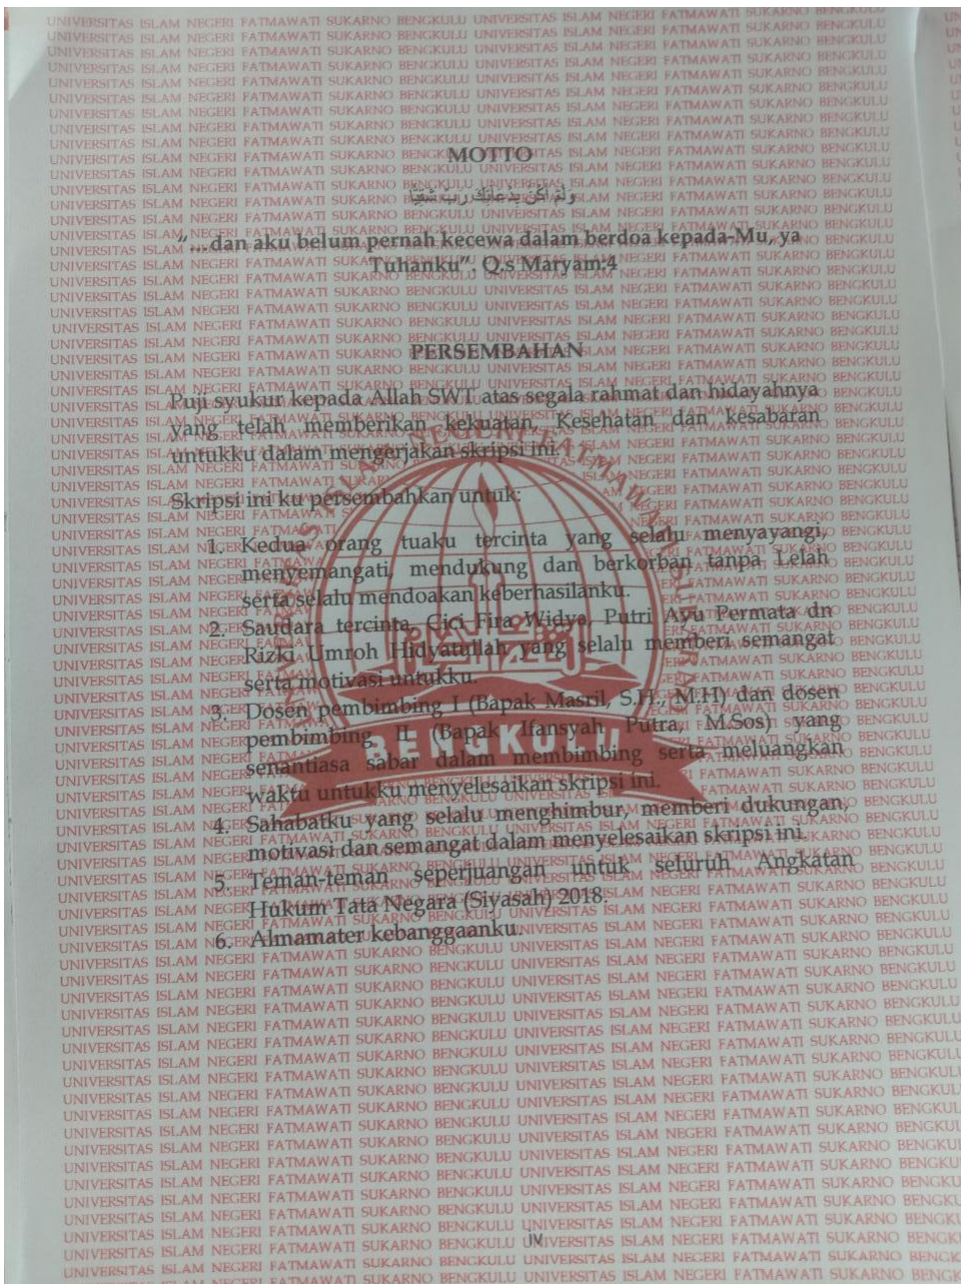 MOTTO
وَلَمْ أَكُنْ بِدُعَائِكَ رَبِّ شَقِيًّا
"...dan aku belum pernah kecewa dalam berdoa kepada-Mu, ya
Tuhanku". Q.s Maryam:4
PERSEMBAHAN
Puji syukur kepada Allah SWT atas segala rahmat dan hidayahnya
yang telah memberikan kekuatan, Kesehatan dan kesabaran
untukku dalam mengerjakan skripsi ini.
Skripsi ini ku persembahkan untuk:
1. Kedua orang tuaku tercinta yang selalu menyayangi,
menyemangati, mendukung dan berkorban tanpa Lelah
serta selalu mendoakan keberhasilanku.
2. Saudara tercinta, Cici Fira Widya, Putri Ayu Permata dn
Rizki Umroh Hidyatullah yang selalu memberi semangat
serta motivasi untukku.
3. Dosen pembimbing I (Bapak Masril, S.H., M.H) dan dosen
pembimbing II (Bapak Ifansyah Putra, M.Sos) yang
senantiasa sabar dalam membimbing serta meluangkan
waktu untukku menyelesaikan skripsi ini.
4. Sahabatku yang selalu menghimbur, memberi dukungan,
motivasi dan semangat dalam menyelesaikan skripsi ini.
5. Teman-teman seperjuangan untuk seluruh Angkatan
Hukum Tata Negara (Siyasah) 2018.
6. Almamater kebanggaanku.
BENGKULU
iv